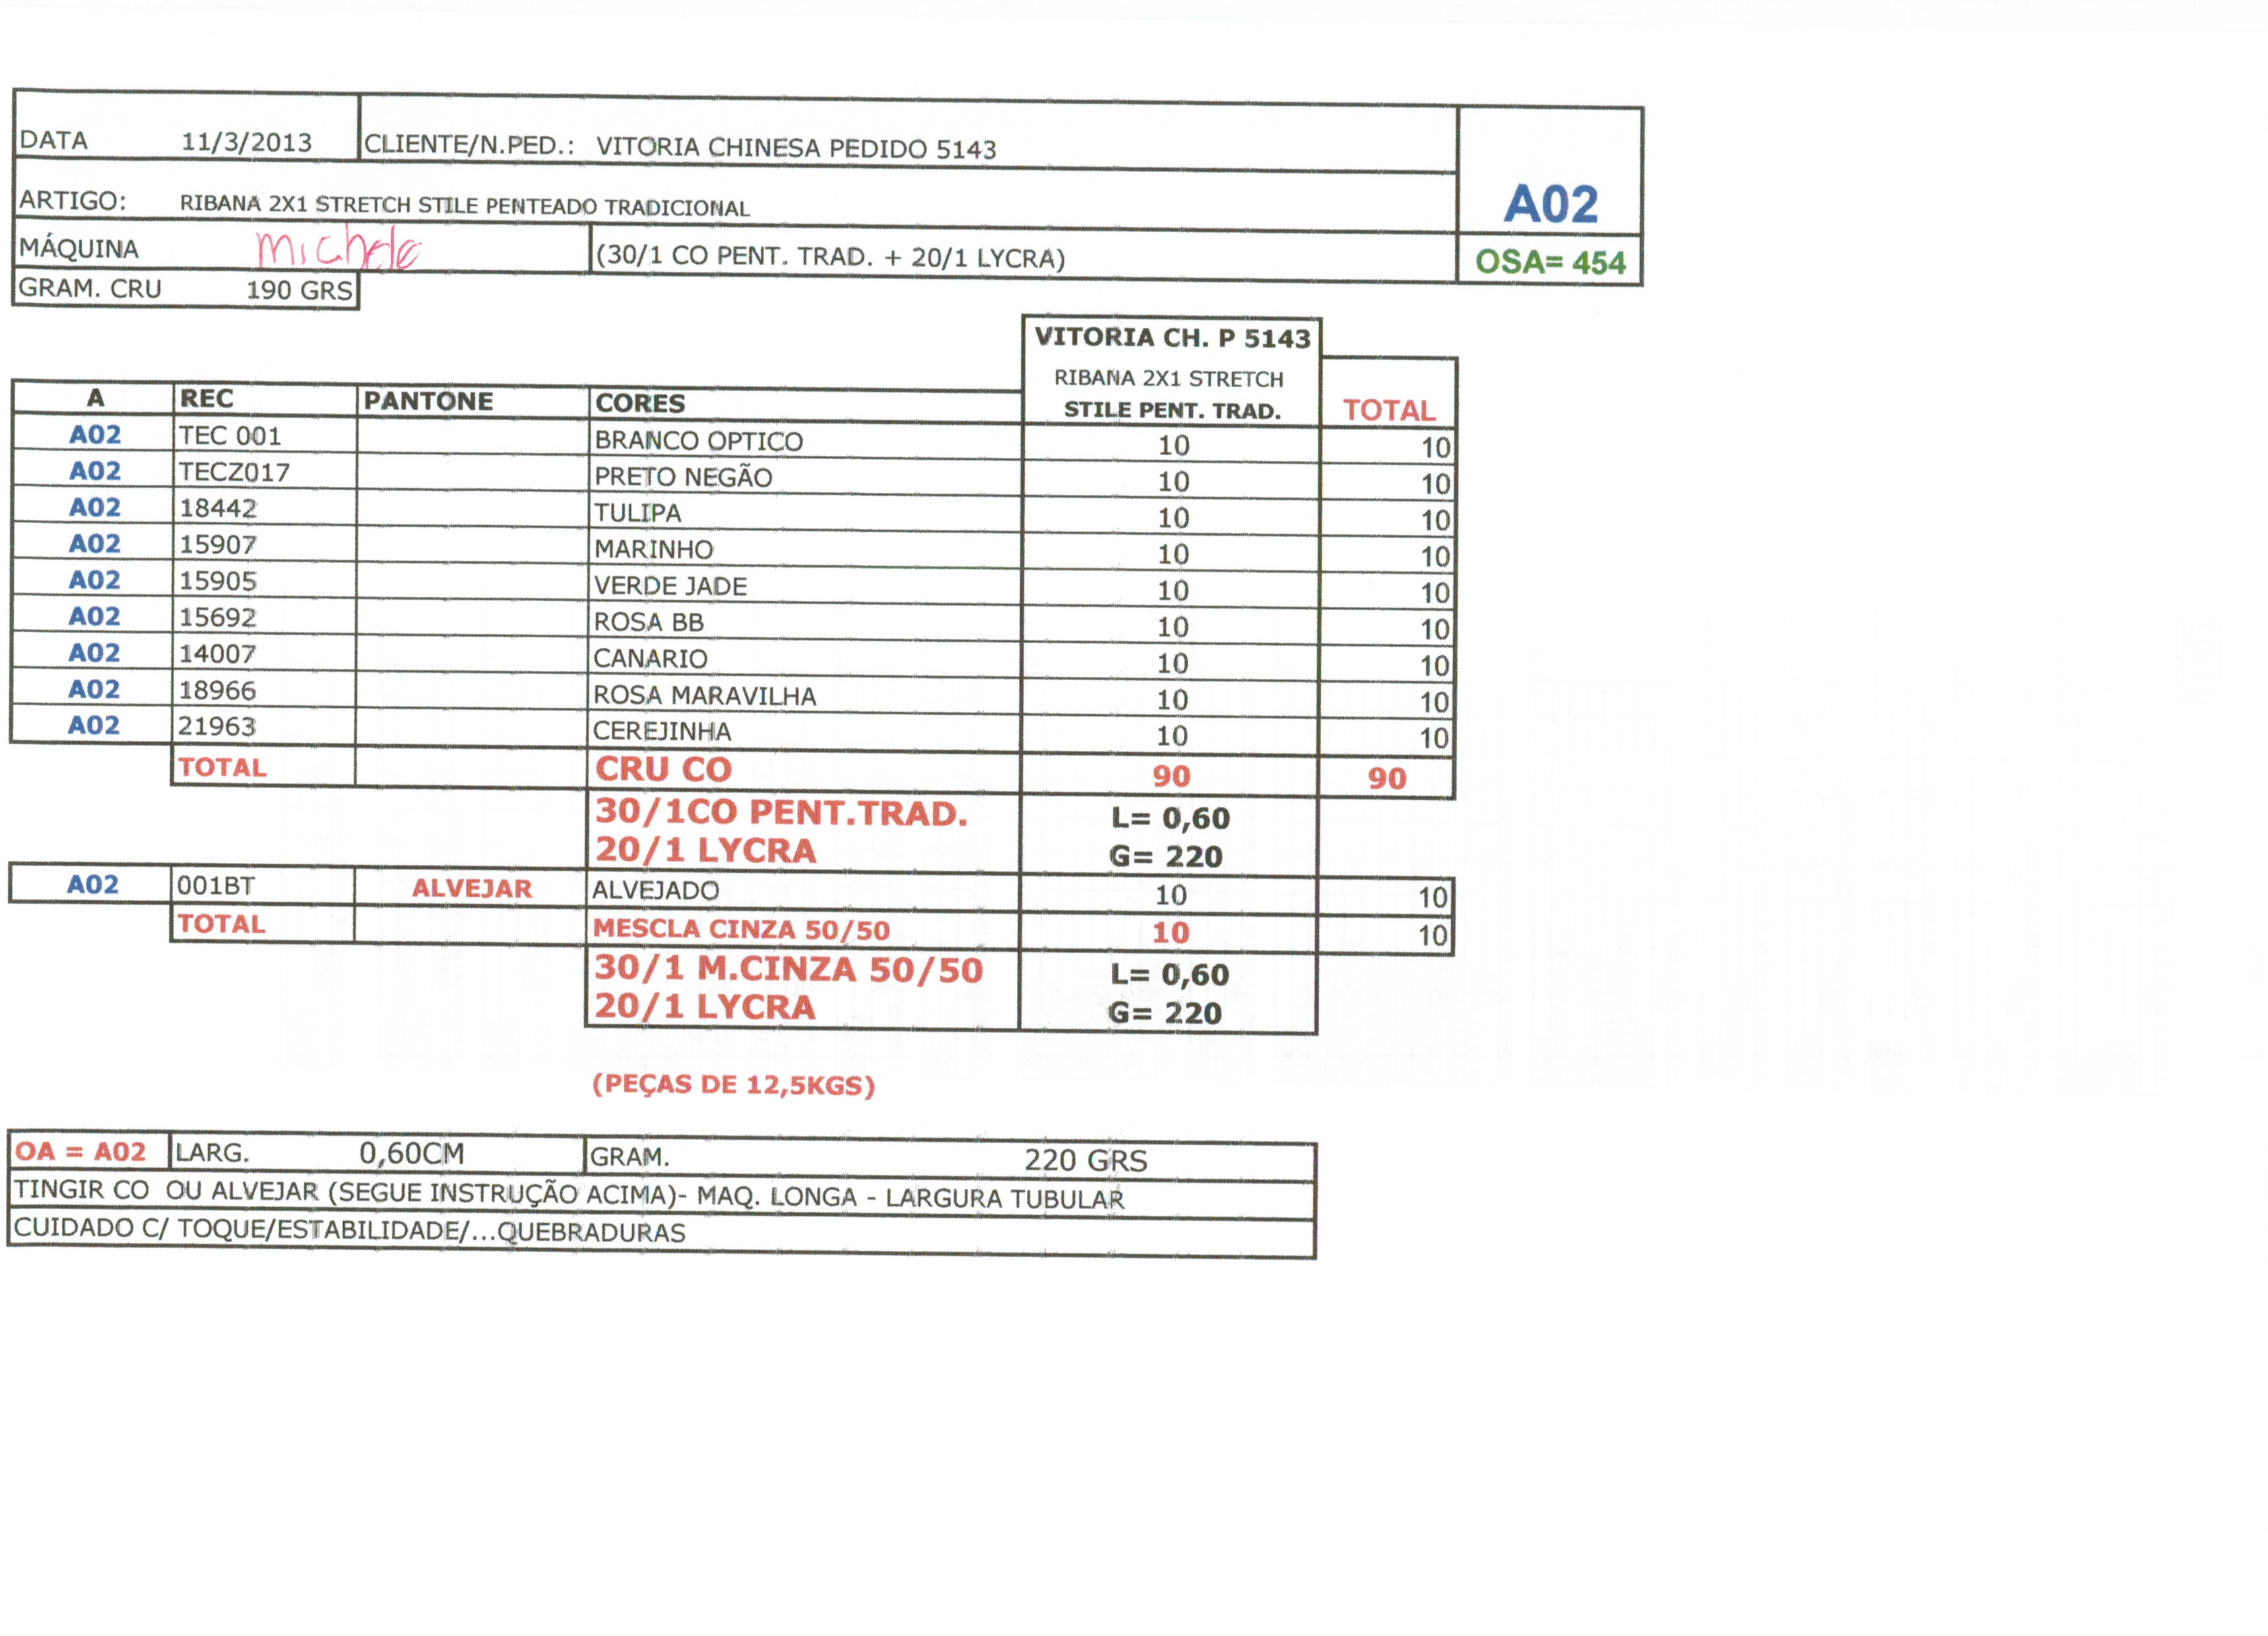 DATA 11/3/2013 CLIENTE/N.PED.: VITORIA CHINESA PEDIDO 5143
A02
ARTIGO: RIBANA 2X1 STRETCH STILE PENTEADO TRADICIONAL
MÁQUINA Michele (30/1 CO PENT. TRAD. + 20/1 LYCRA) OSA= 454
GRAM. CRU 190 GRS
VITORIA CH. P 5143
RIBANA 2X1 STRETCH
A REC PANTONE CORES STILE PENT. TRAD. TOTAL
A02 TEC 001 BRANCO OPTICO 10 10
A02 TECZ017 PRETO NEGÃO 10 10
A02 18442 TULIPA 10 10
A02 15907 MARINHO 10 10
A02 15905 VERDE JADE 10 10
A02 15692 ROSA BB 10 10
A02 14007 CANARIO 10 10
A02 18966 ROSA MARAVILHA 10 10
A02 21963 CEREJINHA 10 10
TOTAL CRU CO 90 90
30/1CO PENT.TRAD. L= 0,60
20/1 LYCRA G= 220
A02 001BT ALVEJAR ALVEJADO 10 10
TOTAL MESCLA CINZA 50/50 10 10
30/1 M.CINZA 50/50 L= 0,60
20/1 LYCRA G= 220
(PEÇAS DE 12,5KGS)
OA = A02 LARG. 0,60CM GRAM. 220 GRS
TINGIR CO OU ALVEJAR (SEGUE INSTRUÇÃO ACIMA)- MAQ. LONGA - LARGURA TUBULAR
CUIDADO C/ TOQUE/ESTABILIDADE/...QUEBRADURAS